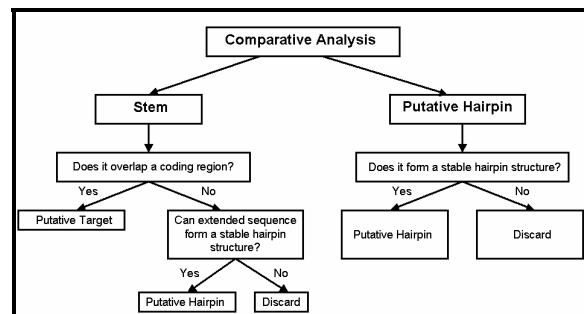 Comparative Analysis
Stem
Putative Hairpin
Does it overlap a coding region?
Does it form a stable hairpin structure?
Yes
No
Yes
No
Putative Target
Can extended sequence
form a stable hairpin
structure?
Putative Hairpin
Discard
Yes
No
Putative Hairpin
Discard